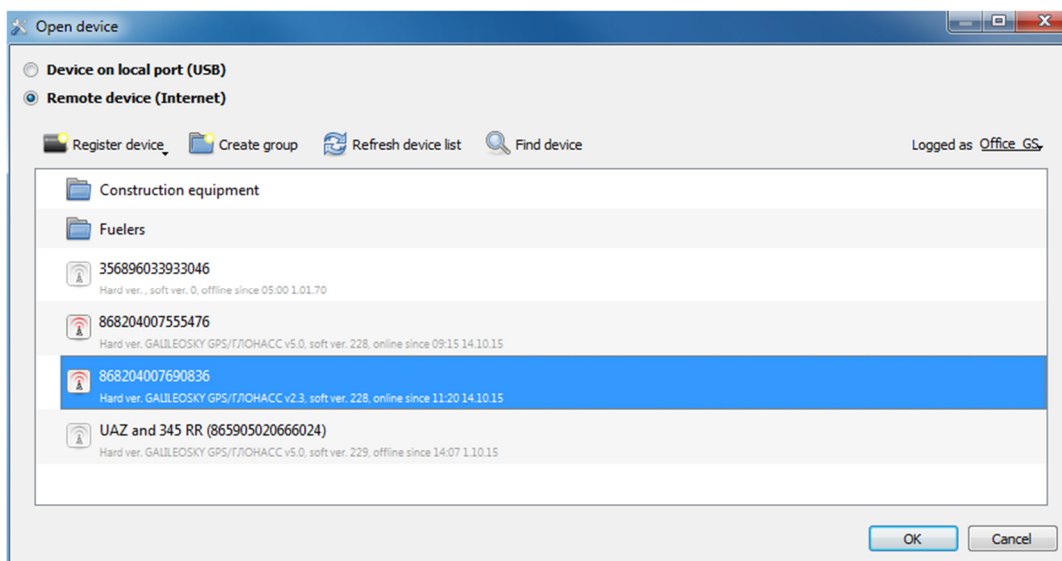 Open device
Device on local port (USB)
Remote device (Internet)
Register device Create group Refresh device list Find device Logged as Office_GS
Construction equipment
Fuelers
356896033933046
Hard ver. , soft ver. 0, offline since 05:00 1.01.70
868204007555476
Hard ver. GALILEOSKY GPS/ГЛОНАСС v5.0, soft ver. 228, online since 09:15 14.10.15
868204007690836
Hard ver. GALILEOSKY GPS/ГЛОНАСС v2.3, soft ver. 228, online since 11:20 14.10.15
UAZ and 345 RR (865905020666024)
Hard ver. GALILEOSKY GPS/ГЛОНАСС v5.0, soft ver. 229, offline since 14:07 1.10.15
OK Cancel